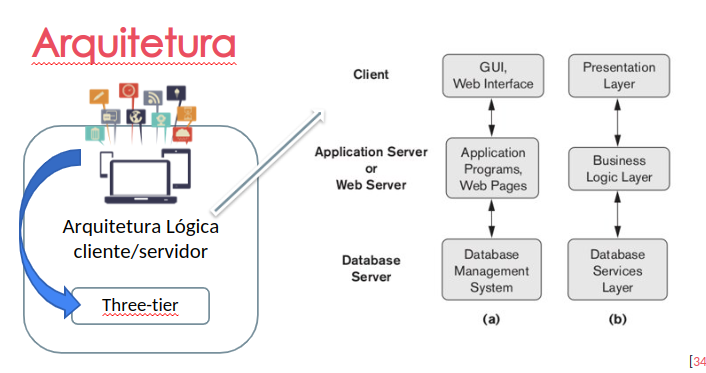 Arquitetura
Arquitetura Lógica
cliente/servidor
Three-tier
Client
GUI,
Web Interface
Presentation
Layer
Application Server
or
Web Server
Application
Programs,
Web Pages
Business
Logic Layer
Database
Server
Database
Management
System
Database
Services
Layer
(a)
(b)
[34